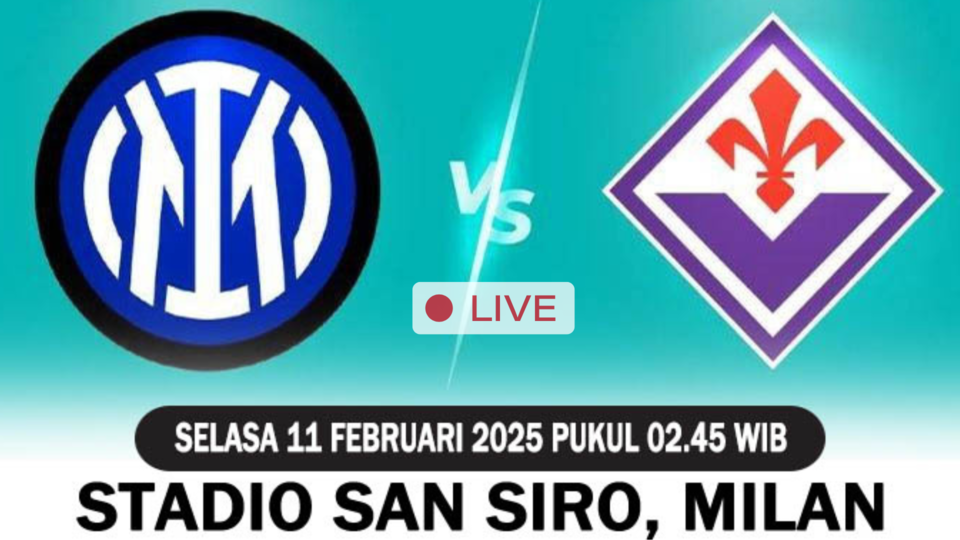 VS
LIVE
SELASA 11 FEBRUARI 2025 PUKUL 02.45 WIB
STADIO SAN SIRO, MILAN